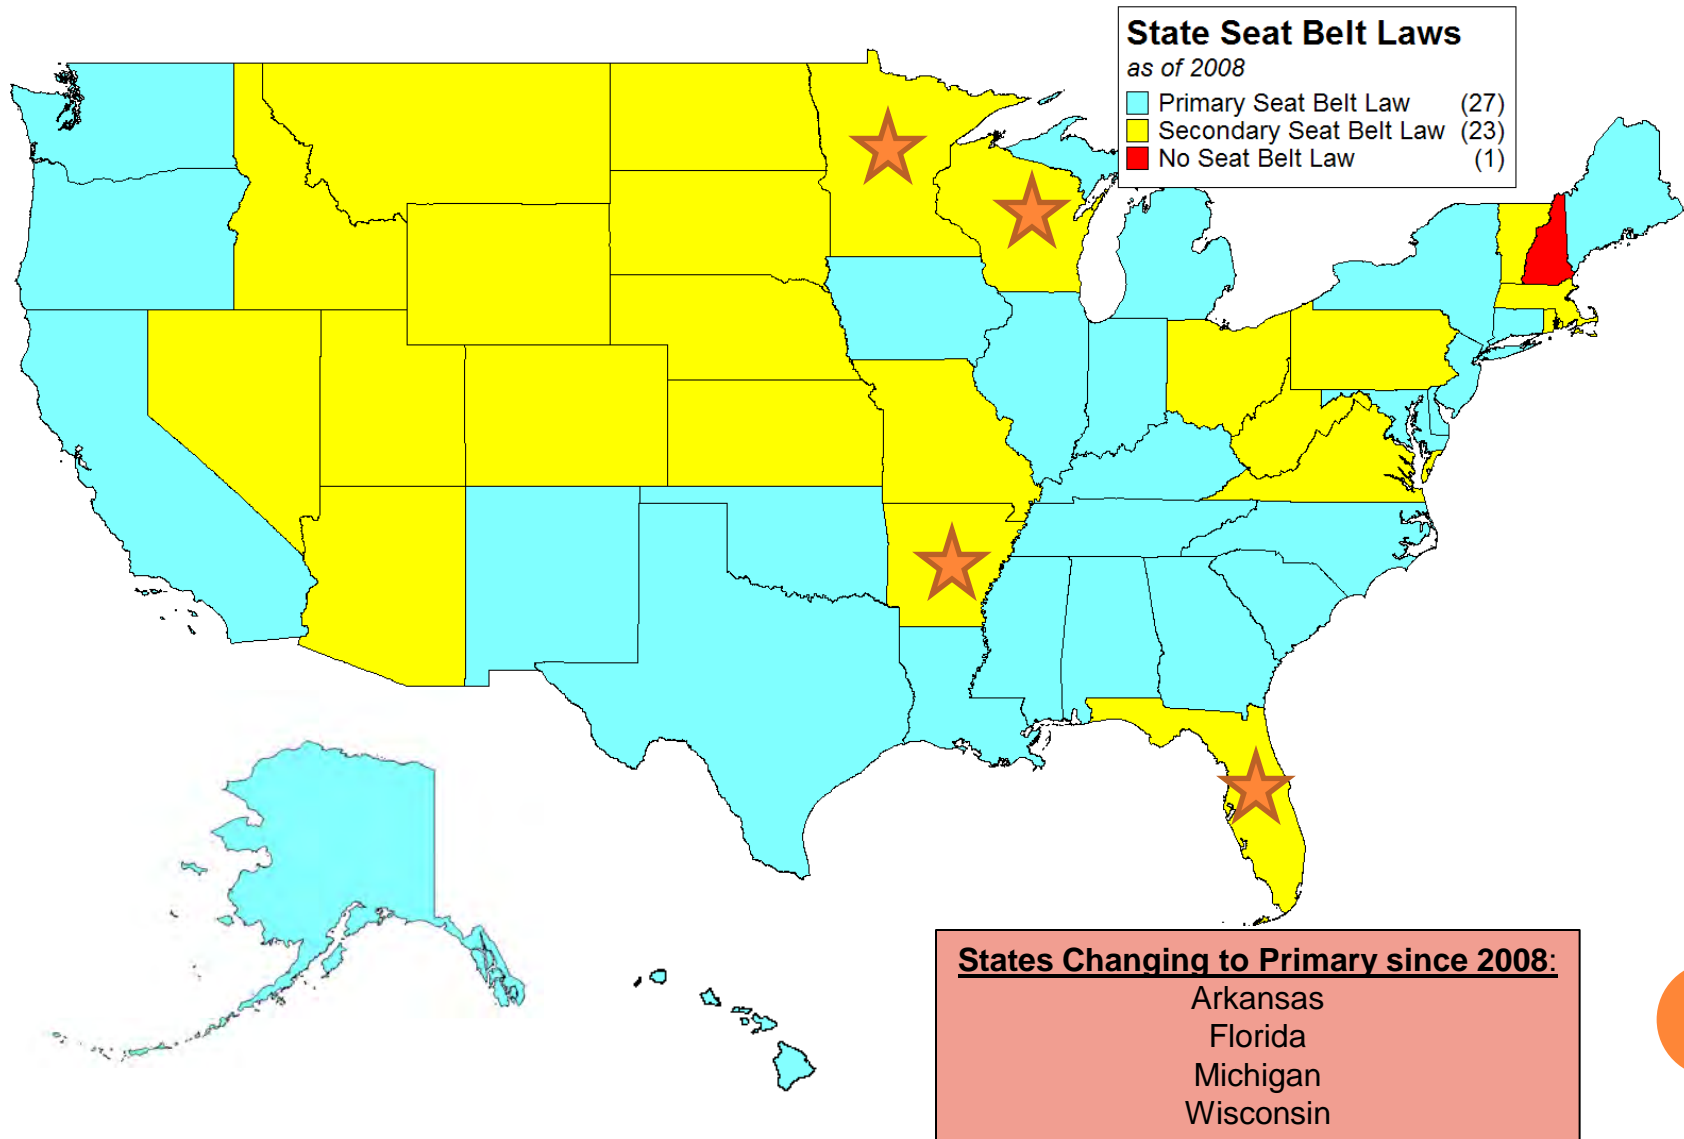 State Seat Belt Laws
as of 2008
Primary Seat Belt Law (27)
Secondary Seat Belt Law (23)
No Seat Belt Law (1)
States Changing to Primary since 2008:
Arkansas
Florida
Michigan
Wisconsin